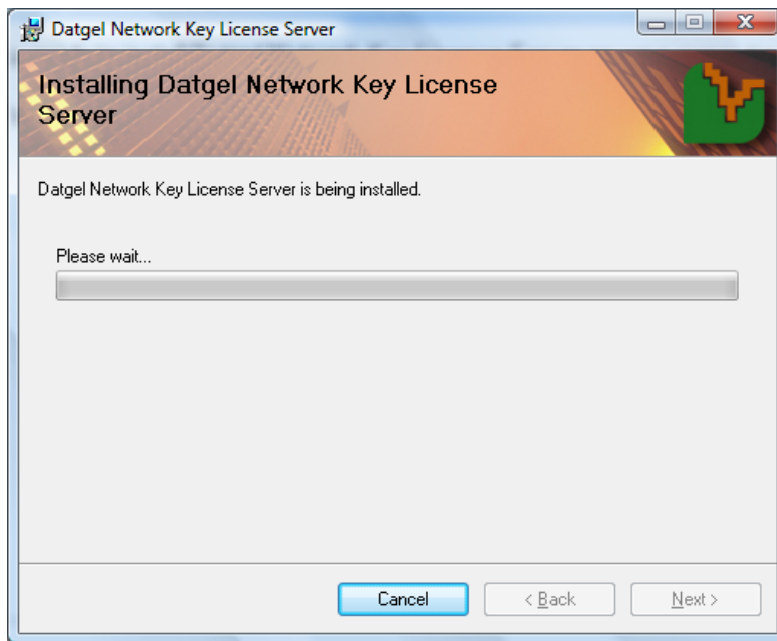 Datgel Network Key License Server
Installing Datgel Network Key License
Server
Datgel Network Key License Server is being installed.
Please wait...
Cancel
< Back
Next >